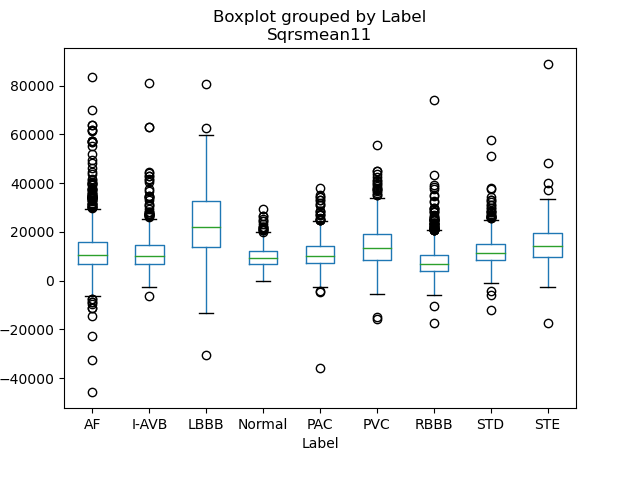 Boxplot grouped by Label
Sqrsmean11
80000
60000
40000
20000
0
−20000
−40000
AF I-AVB LBBB Normal PAC PVC RBBB STD STE
Label